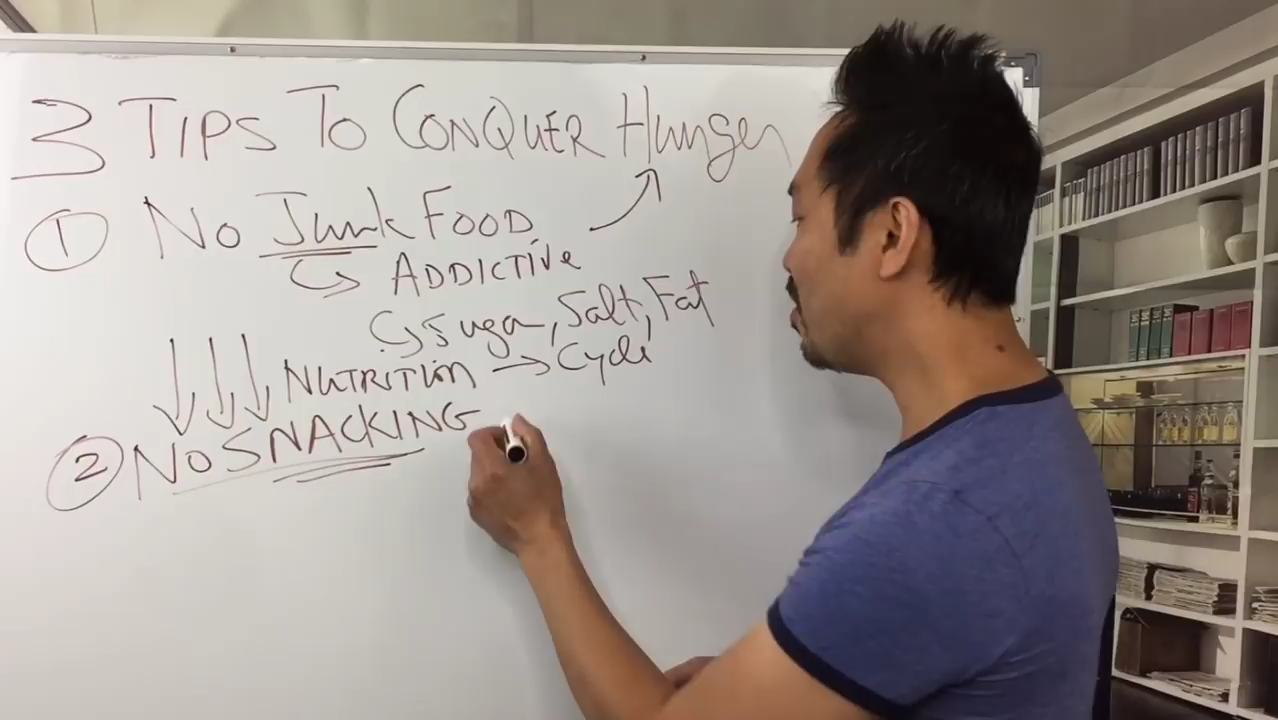 3 TIPS To CONQUER Hunger
1 No Junk FOOD
ADDICTIVE
Sugar, Salt, Fat
NUTRITION → Cycle
2 No SNACKING